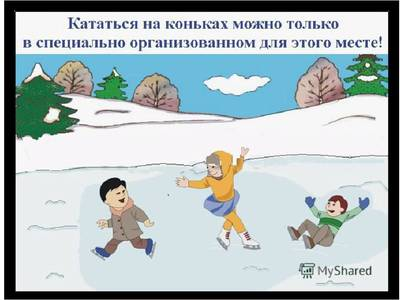 Кататься на коньках можно только
в специально организованном для этого месте!
MyShared